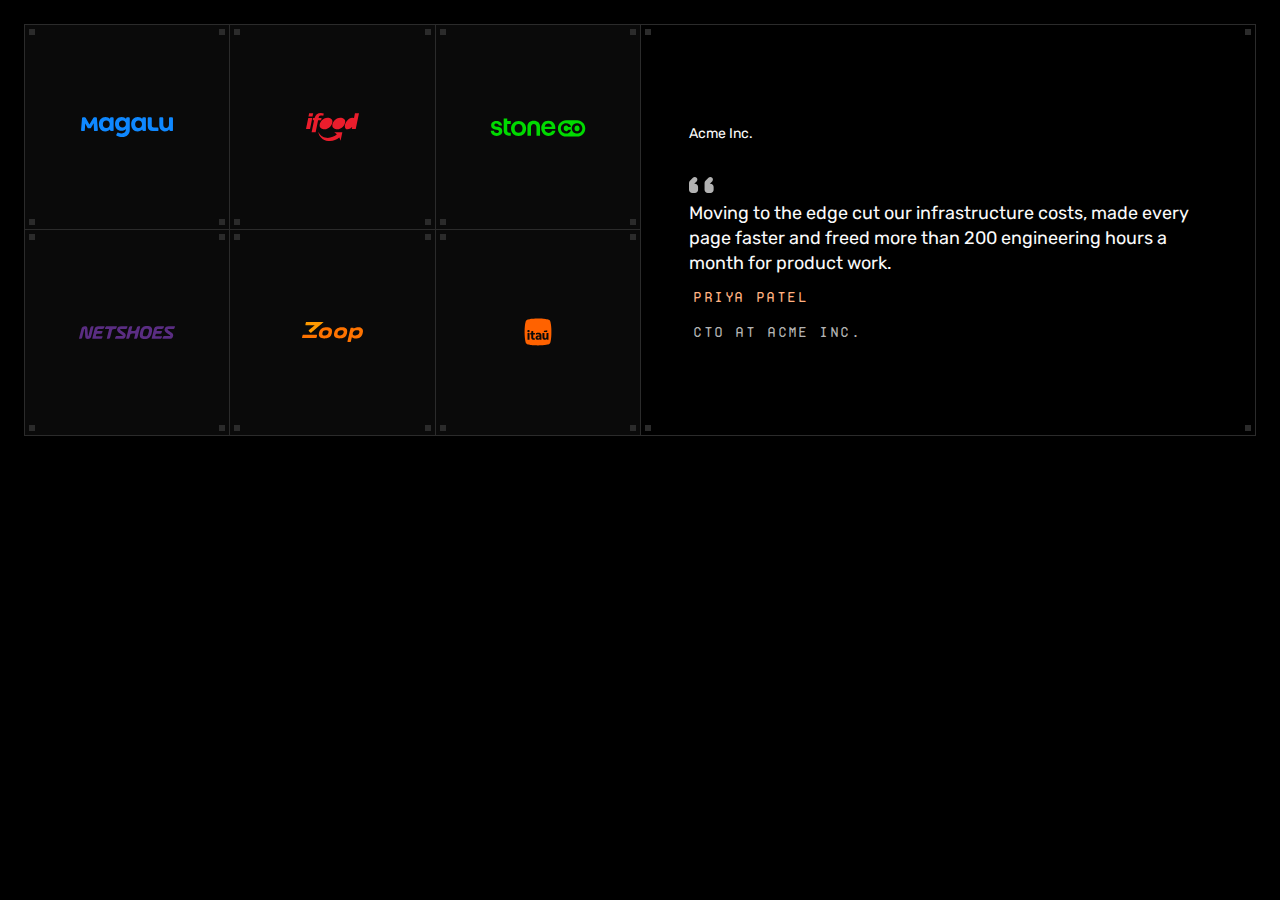 magalu
ifood
stone co
NETSHOES
Zoop
itaú
Acme Inc.
Moving to the edge cut our infrastructure costs, made every
page faster and freed more than 200 engineering hours a
month for product work.
PRIYA PATEL
CTO AT ACME INC.